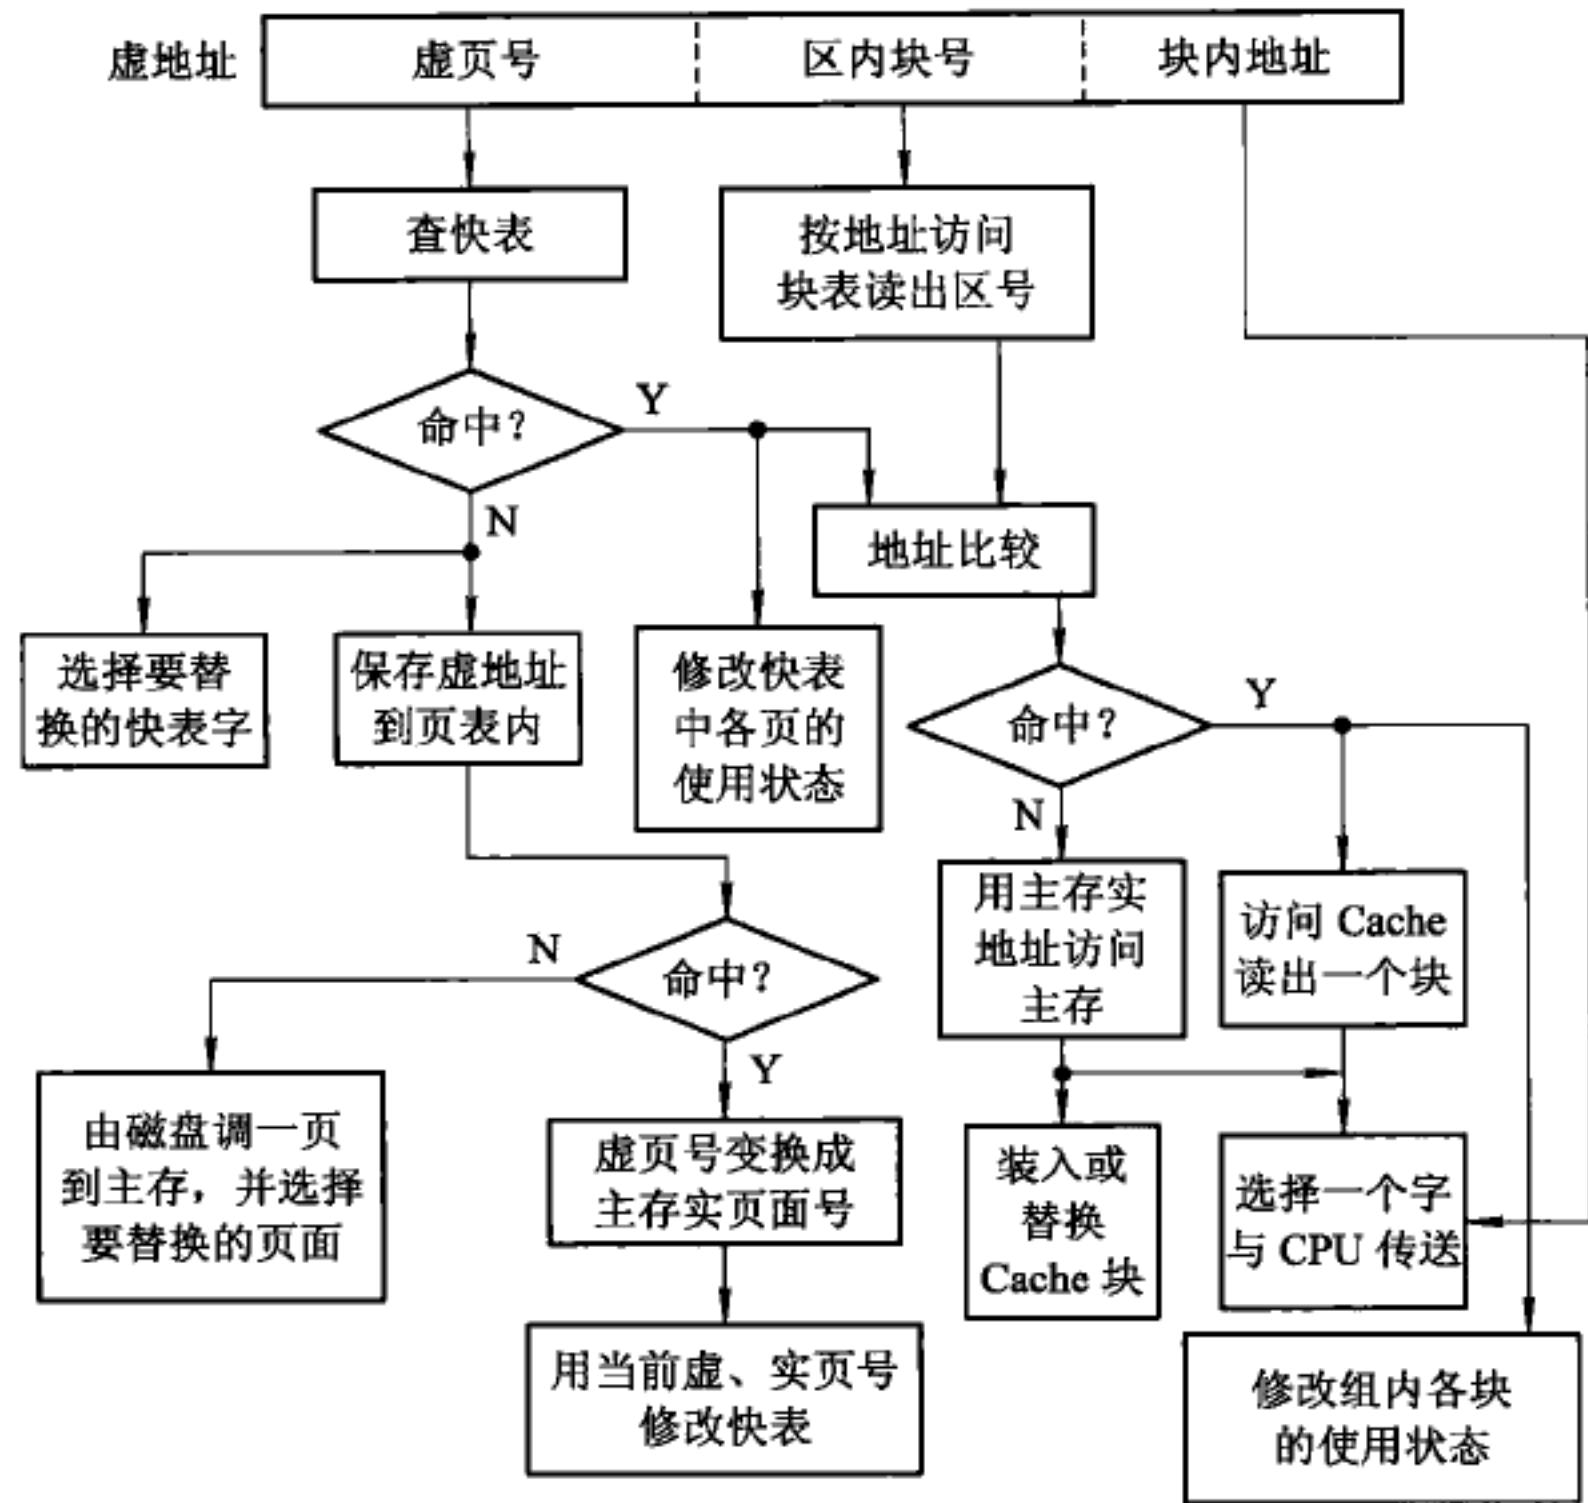 虚地址 虚页号 区内块号 块内地址
查快表
按地址访问
块表读出区号
命中?
Y
N
地址比较
选择要替
换的快表字
保存虚地址
到页表内
修改快表
中各页的
使用状态
命中?
Y
N
用主存实
地址访问
主存
访问 Cache
读出一个块
命中?
N
Y
由磁盘调一页
到主存，并选择
要替换的页面
虚页号变换成
主存实页面号
装入或
替换
Cache 块
选择一个字
与 CPU 传送
用当前虚、实页号
修改快表
修改组内各块
的使用状态